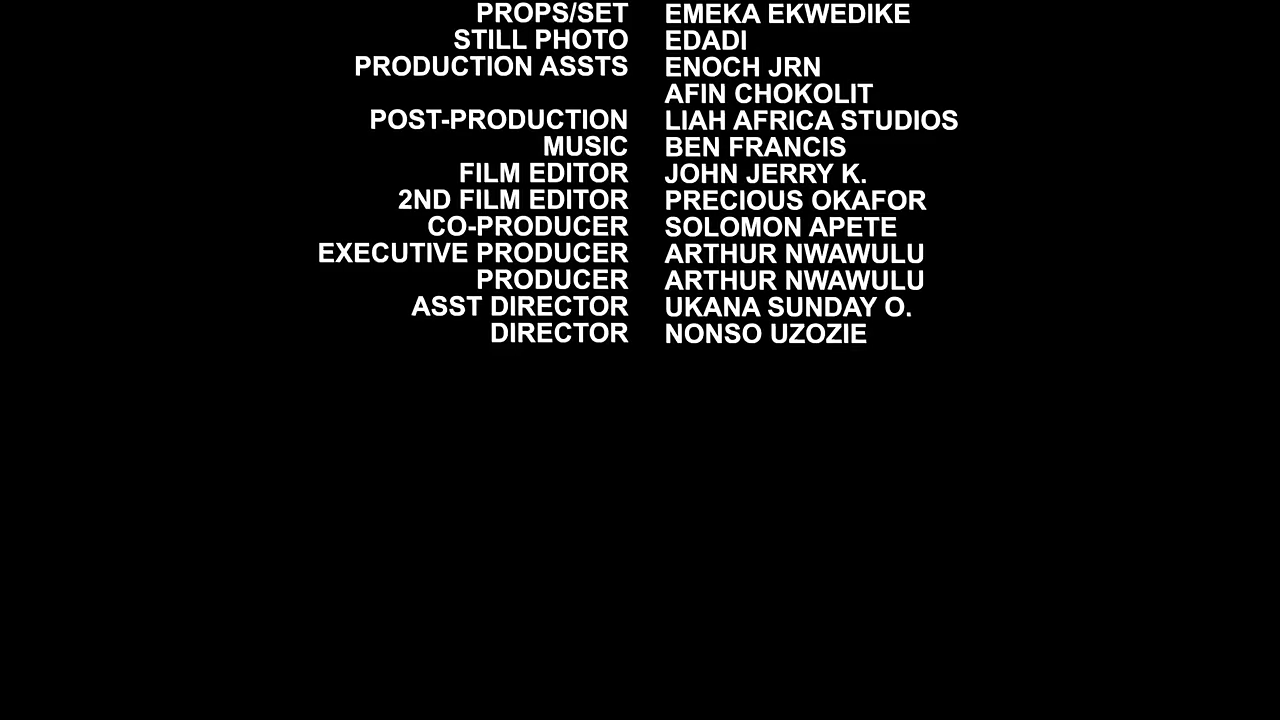 PROPS/SET EMEKA EKWEDIKE
STILL PHOTO EDADI
PRODUCTION ASSTS ENOCH JRN
AFIN CHOKOLIT
POST-PRODUCTION LIAH AFRICA STUDIOS
MUSIC BEN FRANCIS
FILM EDITOR JOHN JERRY K.
2ND FILM EDITOR PRECIOUS OKAFOR
CO-PRODUCER SOLOMON APETE
EXECUTIVE PRODUCER ARTHUR NWAWULU
PRODUCER ARTHUR NWAWULU
ASST DIRECTOR UKANA SUNDAY O.
DIRECTOR NONSO UZOZIE